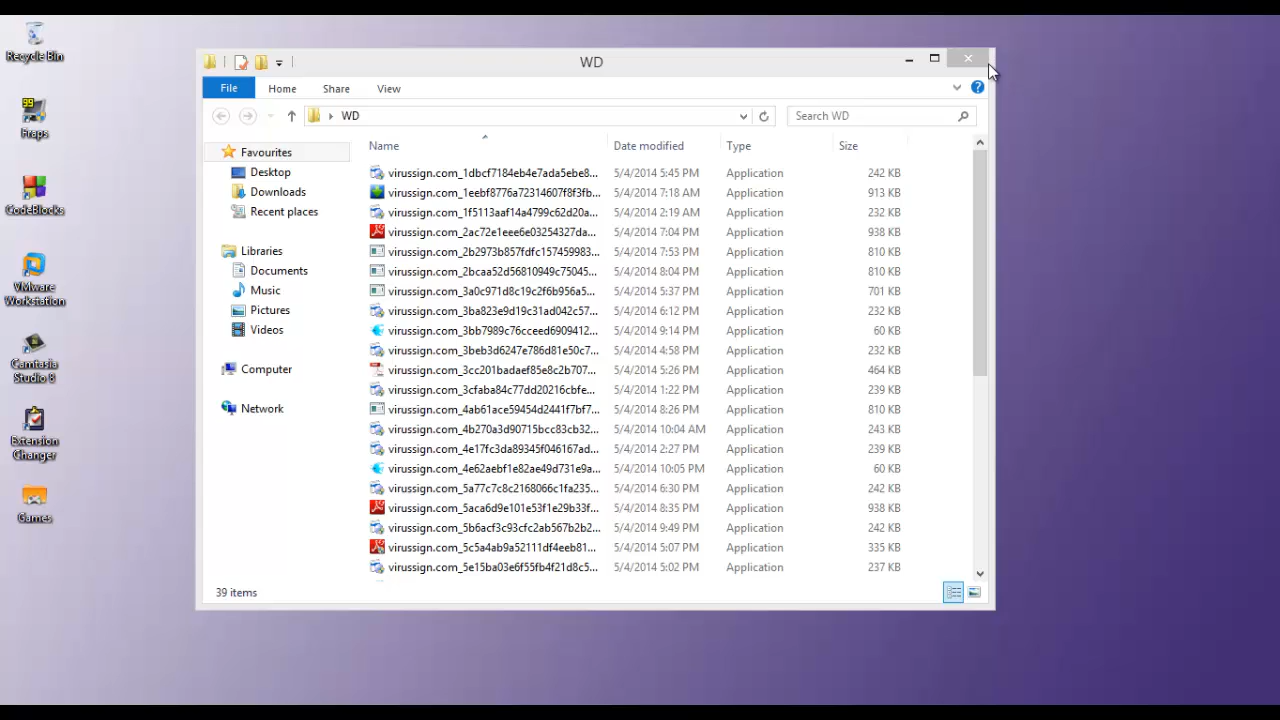 Recycle Bin
99
Fraps
CodeBlocks
VMware
Workstation
Camtasia
Studio 8
Extension
Changer
Games
WD
File Home Share View
WD
Search WD
Name Date modified Type Size
Favourites
Desktop
Downloads
Recent places
Libraries
Documents
Music
Pictures
Videos
Computer
Network
virussign.com_1dbcf7184eb4e7ada5ebe8... 5/4/2014 5:45 PM Application 242 KB
virussign.com_1eebf8776a72314607f8f3fb... 5/4/2014 7:18 AM Application 913 KB
virussign.com_1f5113aaf14a4799c62d20a... 5/4/2014 2:19 AM Application 232 KB
virussign.com_2ac72e1eee6e03254327da... 5/4/2014 7:04 PM Application 938 KB
virussign.com_2b2973b857fdfc157459983... 5/4/2014 7:53 PM Application 810 KB
virussign.com_2bcaa52d56810949c75045... 5/4/2014 8:04 PM Application 810 KB
virussign.com_3a0c971d8c19c2f6b956a5... 5/4/2014 5:37 PM Application 701 KB
virussign.com_3ba823e9d19c31ad042c57... 5/4/2014 6:12 PM Application 232 KB
virussign.com_3bb7989c76cceed6909412... 5/4/2014 9:14 PM Application 60 KB
virussign.com_3beb3d6247e786d81e50c7... 5/4/2014 4:58 PM Application 232 KB
virussign.com_3cc201badaef85e8c2b707... 5/4/2014 5:26 PM Application 464 KB
virussign.com_3cfaba84c77dd20216cbfe... 5/4/2014 1:22 PM Application 239 KB
virussign.com_4ab61ace59454d2441f7bf7... 5/4/2014 8:26 PM Application 810 KB
virussign.com_4b270a3d90715bcc83cb32... 5/4/2014 10:04 AM Application 243 KB
virussign.com_4e17fc3da89345f046167ad... 5/4/2014 2:27 PM Application 239 KB
virussign.com_4e62aebf1e82ae49d731e9a... 5/4/2014 10:05 PM Application 60 KB
virussign.com_5a77c7c8c2168066c1fa235... 5/4/2014 6:30 PM Application 242 KB
virussign.com_5aca6d9e101e53f1e29b33f... 5/4/2014 8:35 PM Application 938 KB
virussign.com_5b6acf3c93cfc2ab567b2b2... 5/4/2014 9:49 PM Application 242 KB
virussign.com_5c5a4ab9a52111df4eeb81... 5/4/2014 5:07 PM Application 335 KB
virussign.com_5e15ba03e6f55fb4f21d8c5... 5/4/2014 5:02 PM Application 237 KB
39 items